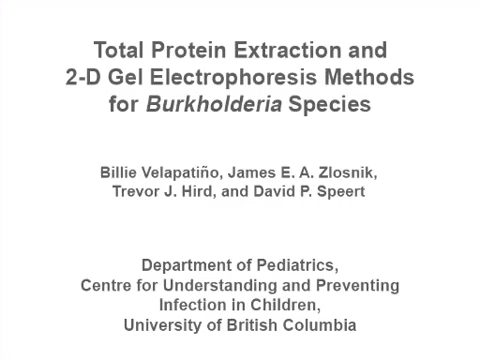 Total Protein Extraction and
2-D Gel Electrophoresis Methods
for Burkholderia Species
Billie Velapatiño, James E. A. Zlosnik,
Trevor J. Hird, and David P. Speert
Department of Pediatrics,
Centre for Understanding and Preventing
Infection in Children,
University of British Columbia